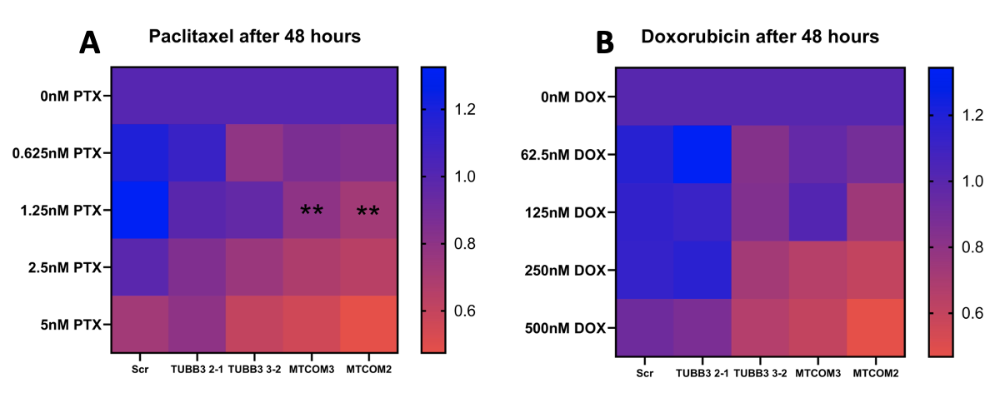 A
Paclitaxel after 48 hours
0nM PTX
0.625nM PTX
1.25nM PTX
2.5nM PTX
5nM PTX
** **
Scr TUBB3 2-1 TUBB3 3-2 MTCOM3 MTCOM2
1.2
1.0
0.8
0.6
B
Doxorubicin after 48 hours
0nM DOX
62.5nM DOX
125nM DOX
250nM DOX
500nM DOX
Scr TUBB3 2-1 TUBB3 3-2 MTCOM3 MTCOM2
1.2
1.0
0.8
0.6